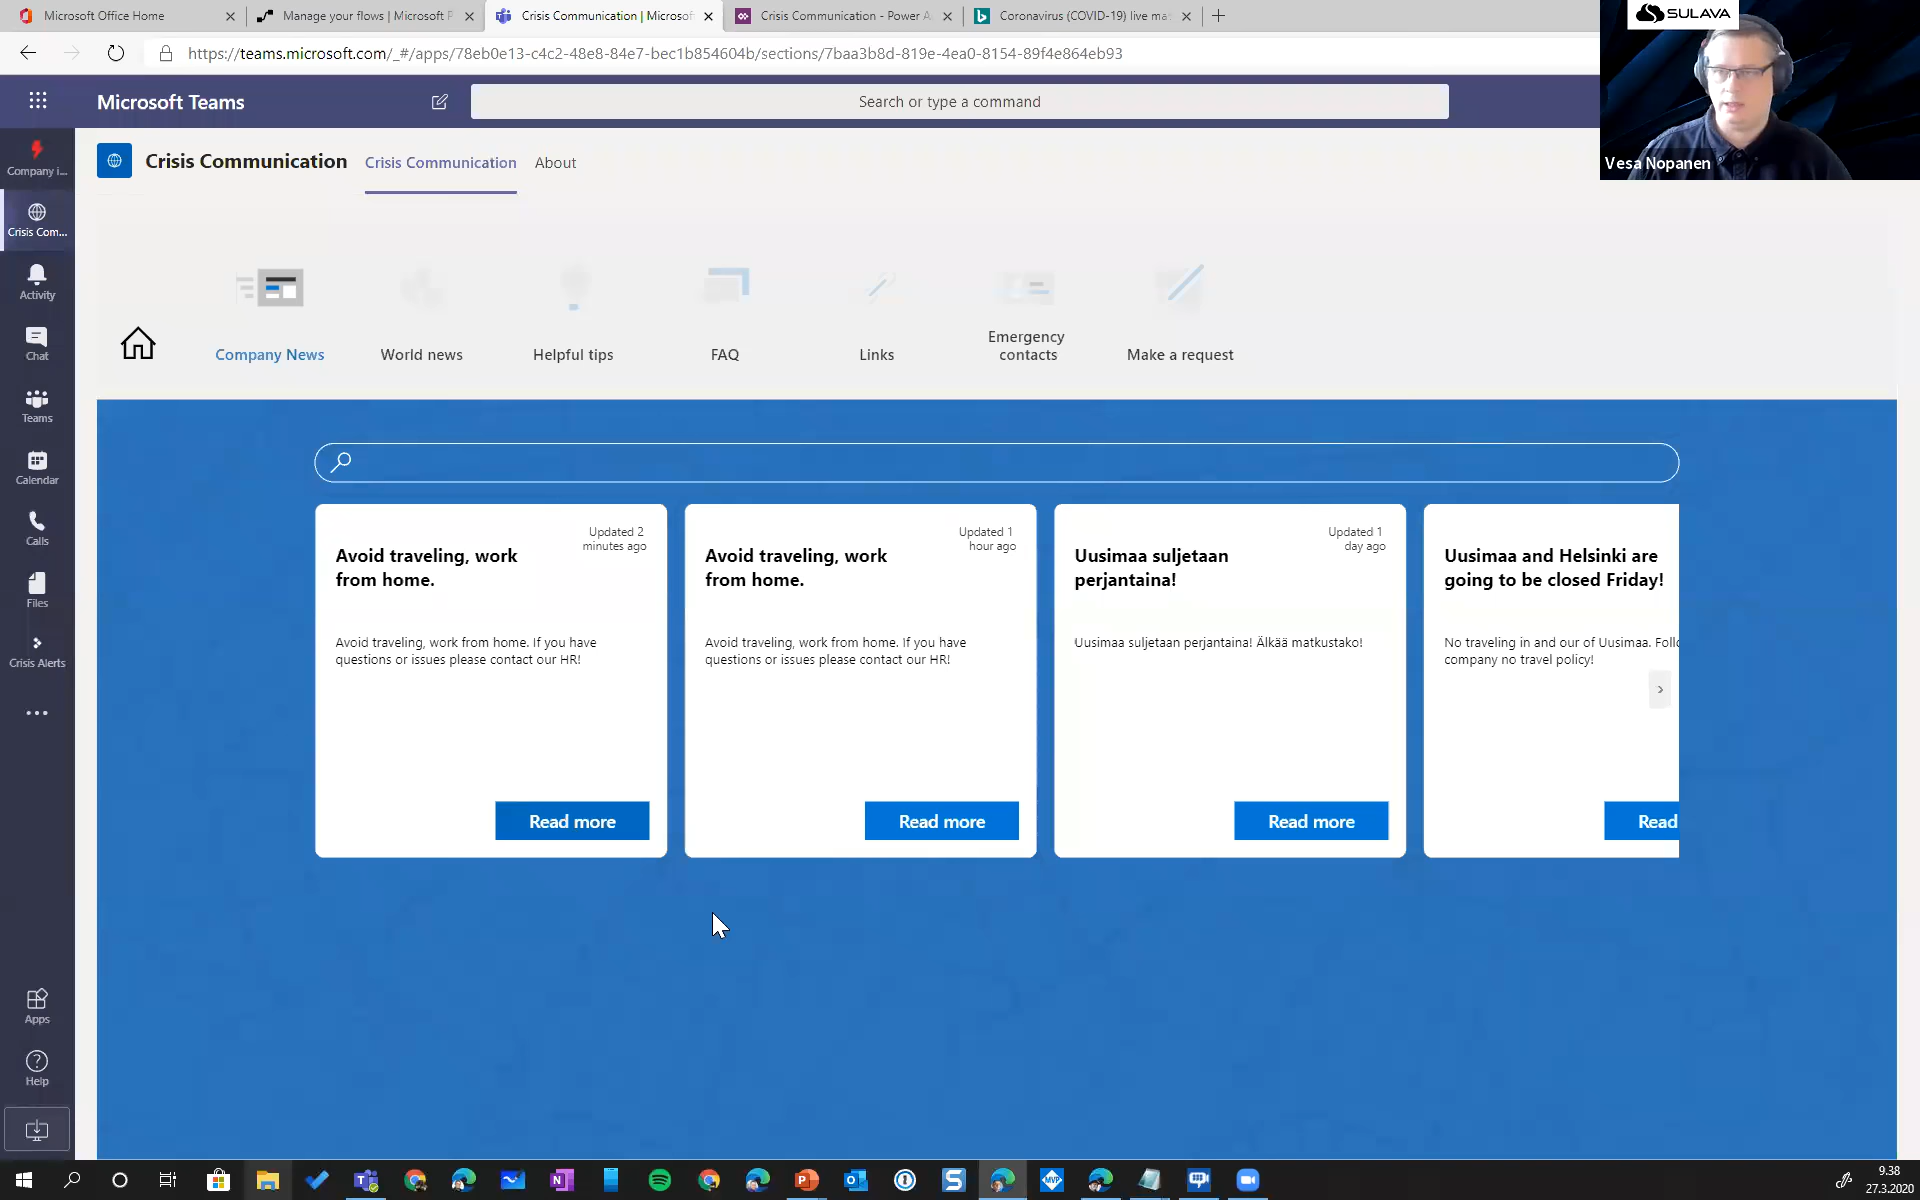 Microsoft Office Home
Manage your flows | Microsoft P
Crisis Communication | Microsof
Crisis Communication - Power A
Coronavirus (COVID-19) live ma
SULAVA
https://teams.microsoft.com/_#/apps/78eb0e13-c4c2-48e8-84e7-bec1b854604b/sections/7baa3b8d-819e-4ea0-8154-89f4e864eb93
Microsoft Teams
Search or type a command
Vesa Nopanen
Company i...
Crisis Com...
Activity
Chat
Teams
Calendar
Calls
Files
Crisis Alerts
Apps
Help
Crisis Communication
Crisis Communication
About
Company News
World news
Helpful tips
FAQ
Links
Emergency
contacts
Make a request
Updated 2
minutes ago
Avoid traveling, work
from home.
Avoid traveling, work from home. If you have
questions or issues please contact our HR!
Read more
Updated 1
hour ago
Avoid traveling, work
from home.
Avoid traveling, work from home. If you have
questions or issues please contact our HR!
Read more
Updated 1
day ago
Uusimaa suljetaan
perjantaina!
Uusimaa suljetaan perjantaina! Älkää matkustako!
Read more
Uusimaa and Helsinki are
going to be closed Friday!
No traveling in and our of Uusimaa. Follo
company no travel policy!
Read
N
P
S
MVP
9.38
27.3.2020